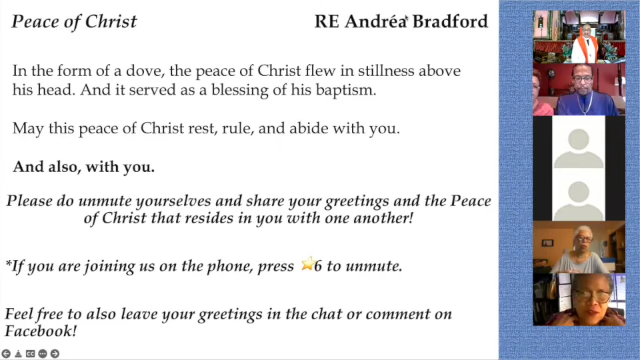 Peace of Christ
RE Andréa Bradford
In the form of a dove, the peace of Christ flew in stillness above
his head. And it served as a blessing of his baptism.
May this peace of Christ rest, rule, and abide with you.
And also, with you.
Please do unmute yourselves and share your greetings and the Peace
of Christ that resides in you with one another!
*If you are joining us on the phone, press ⭐6 to unmute.
Feel free to also leave your greetings in the chat or comment on
Facebook!